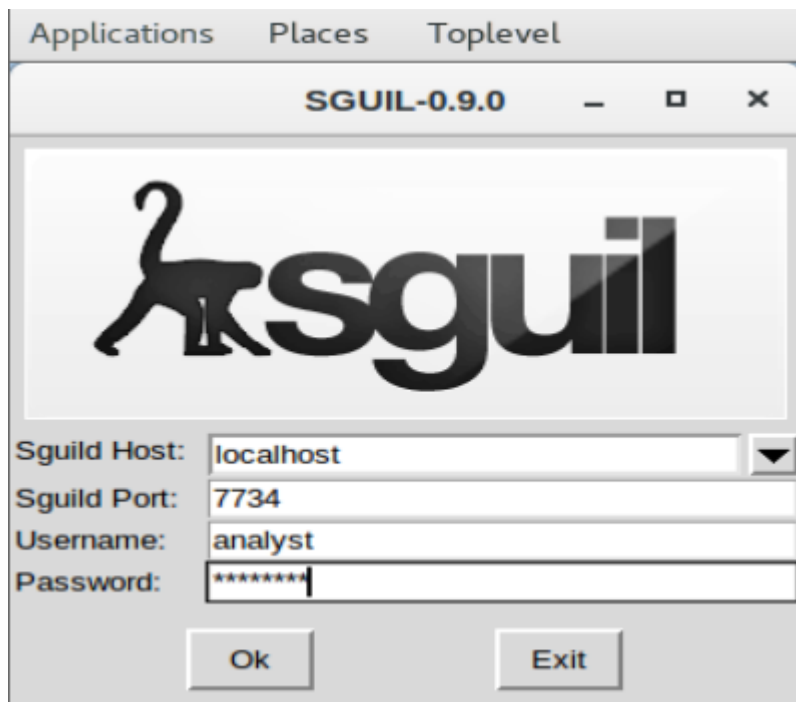 Applications Places Toplevel
SGUIL-0.9.0
sguil
Sguild Host: localhost
Sguild Port: 7734
Username: analyst
Password: ********
Ok Exit